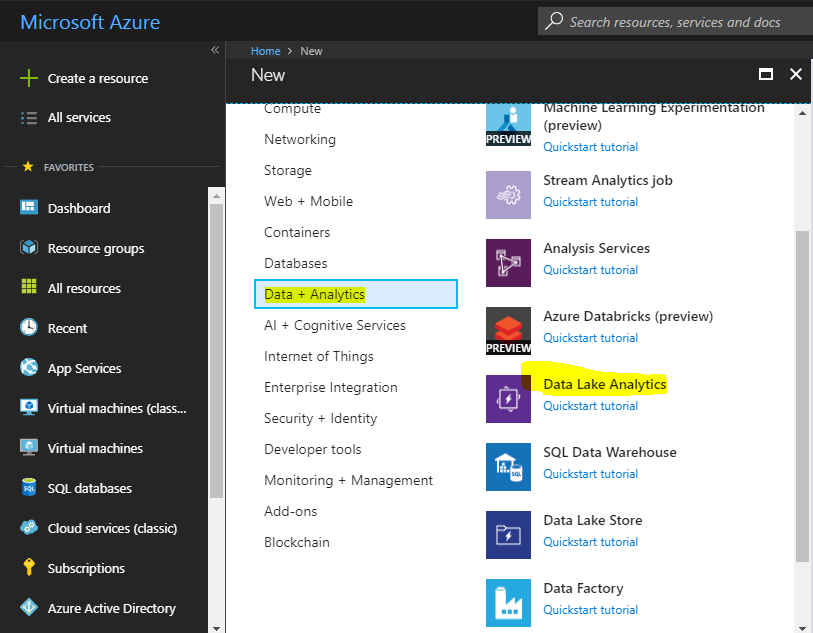 Microsoft Azure
Search resources, services and docs
Create a resource
All services
FAVORITES
Dashboard
Resource groups
All resources
Recent
App Services
Virtual machines (class...
Virtual machines
SQL databases
Cloud services (classic)
Subscriptions
Azure Active Directory
Home > New
New
Compute
Networking
Storage
Web + Mobile
Containers
Databases
Data + Analytics
AI + Cognitive Services
Internet of Things
Enterprise Integration
Security + Identity
Developer tools
Monitoring + Management
Add-ons
Blockchain
PREVIEW
Machine Learning Experimentation
(preview)
Quickstart tutorial
Stream Analytics job
Quickstart tutorial
Analysis Services
Quickstart tutorial
PREVIEW
Azure Databricks (preview)
Quickstart tutorial
Data Lake Analytics
Quickstart tutorial
SQL
SQL Data Warehouse
Quickstart tutorial
Data Lake Store
Quickstart tutorial
Data Factory
Quickstart tutorial